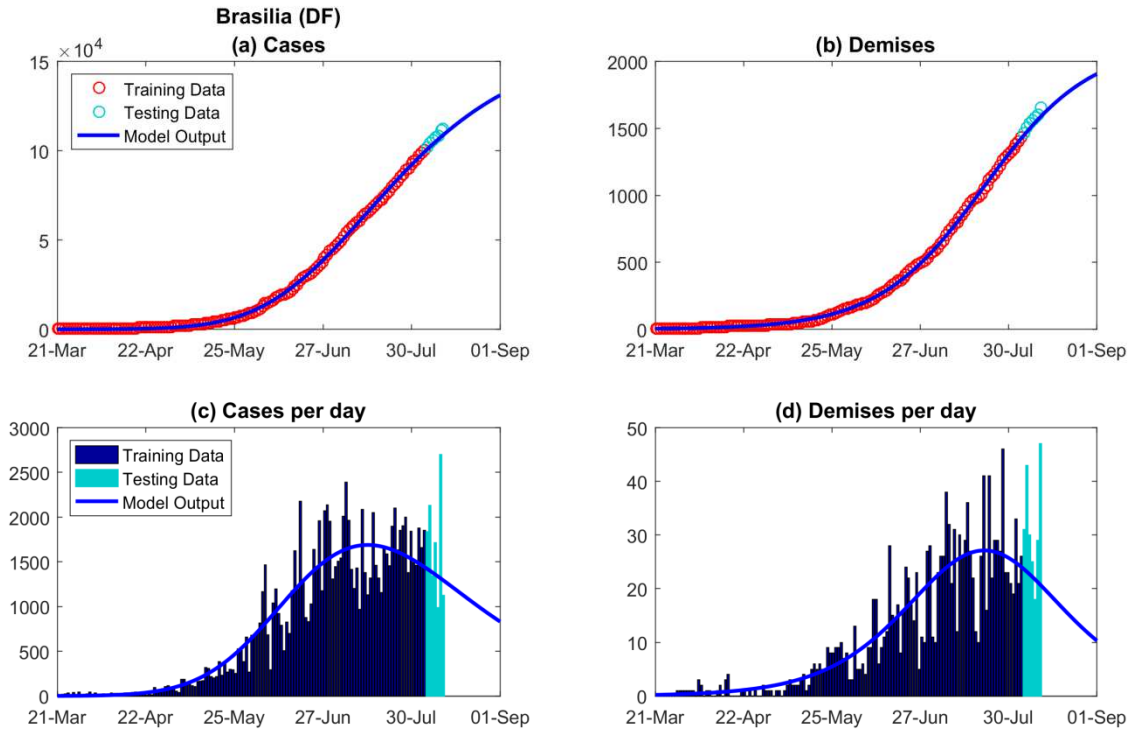 Brasilia (DF)
(a) Cases
×10⁴
15
10
5
0
21-Mar 22-Apr 25-May 27-Jun 30-Jul 01-Sep
Training Data
Testing Data
Model Output
(b) Demises
2000
1500
1000
500
0
21-Mar 22-Apr 25-May 27-Jun 30-Jul 01-Sep
(c) Cases per day
3000
2500
2000
1500
1000
500
0
21-Mar 22-Apr 25-May 27-Jun 30-Jul 01-Sep
Training Data
Testing Data
Model Output
(d) Demises per day
50
40
30
20
10
0
21-Mar 22-Apr 25-May 27-Jun 30-Jul 01-Sep